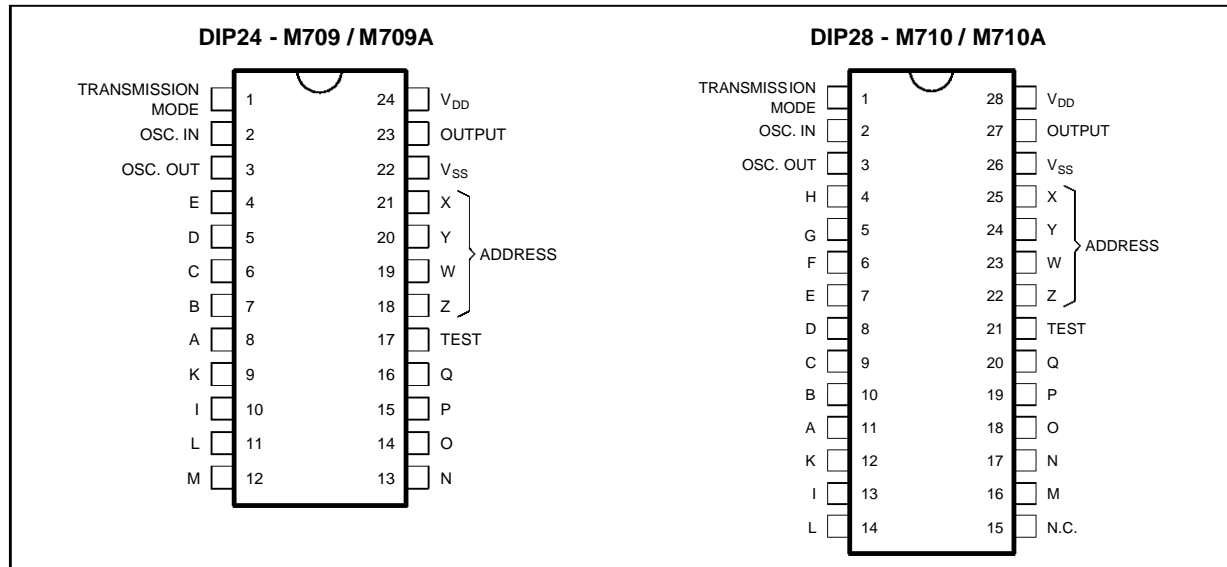 DIP24 - M709 / M709A
TRANSMISSION
MODE 1 24 VDD
OSC. IN 2 23 OUTPUT
OSC. OUT 3 22 VSS
E 4 21 X
D 5 20 Y
ADDRESS
C 6 19 W
B 7 18 Z
A 8 17 TEST
K 9 16 Q
I 10 15 P
L 11 14 O
M 12 13 N
DIP28 - M710 / M710A
TRANSMISSION
MODE 1 28 VDD
OSC. IN 2 27 OUTPUT
OSC. OUT 3 26 VSS
H 4 25 X
G 5 24 Y
ADDRESS
F 6 23 W
E 7 22 Z
D 8 21 TEST
C 9 20 Q
B 10 19 P
A 11 18 O
K 12 17 N
I 13 16 M
L 14 15 N.C.